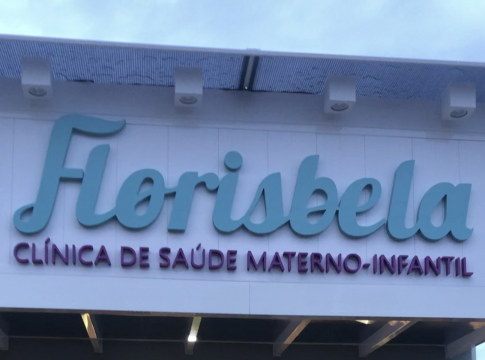 Florisbela
CLÍNICA DE SAÚDE MATERNO-INFANTIL